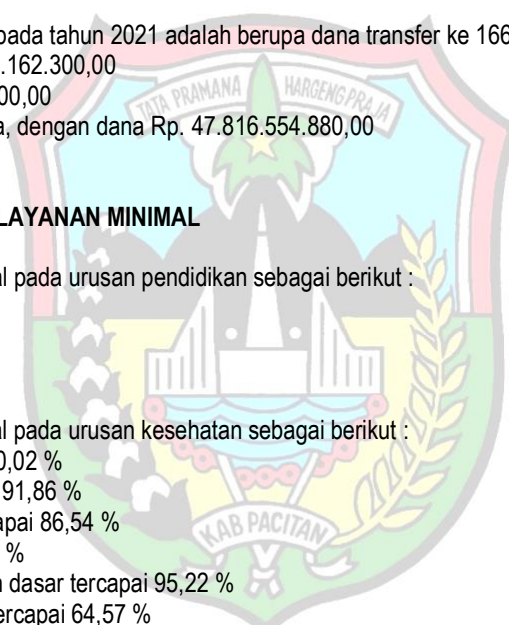 pada tahun 2021 adalah berupa dana transfer ke 166
.162.300,00
00,00
a, dengan dana Rp. 47.816.554.880,00
LAYANAN MINIMAL
al pada urusan pendidikan sebagai berikut :
al pada urusan kesehatan sebagai berikut :
0,02 %
91,86 %
apai 86,54 %
%
n dasar tercapai 95,22 %
ercapai 64,57 %
TATA PRAMANA HARGENG PRAJA
KAB PACITAN